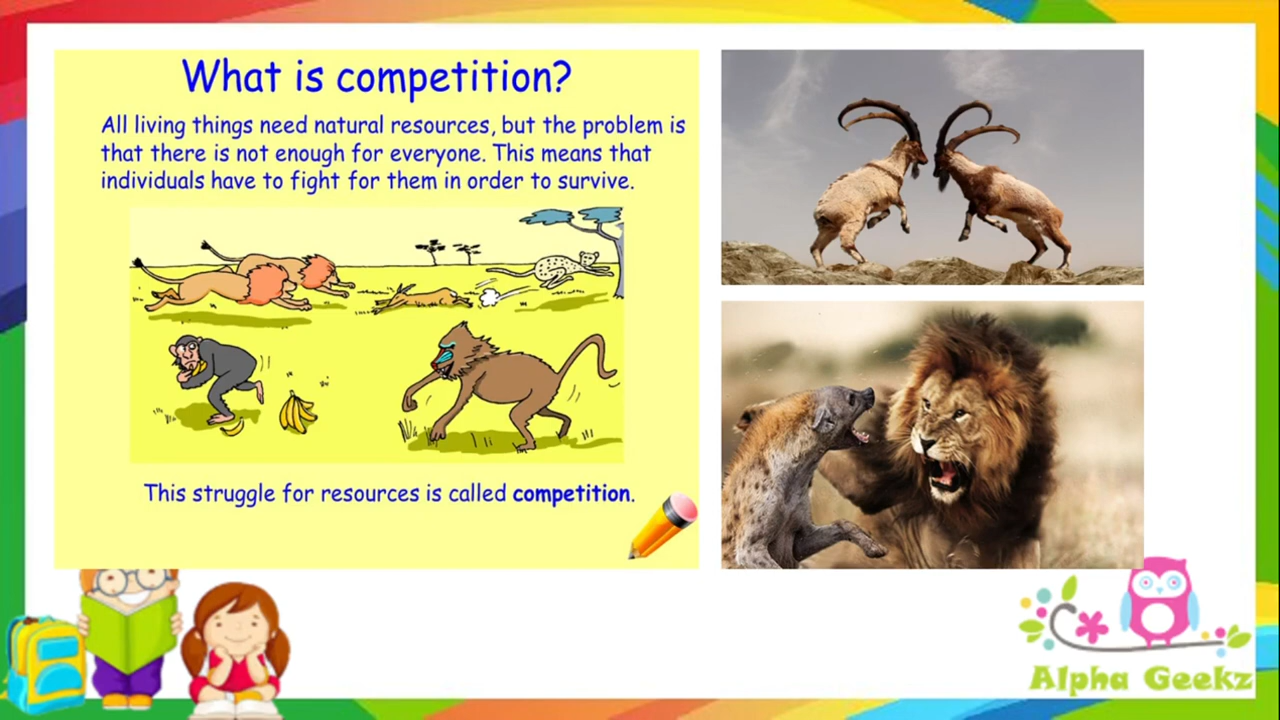 What is competition?
All living things need natural resources, but the problem is
that there is not enough for everyone. This means that
individuals have to fight for them in order to survive.
This struggle for resources is called competition.
Alpha Geekz